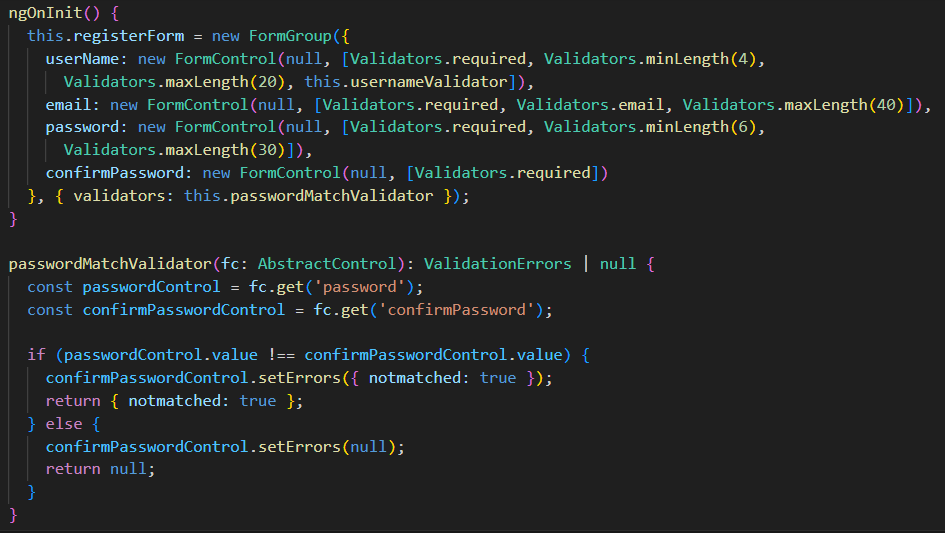 ngOnInit() {
this.registerForm = new FormGroup({
userName: new FormControl(null, [Validators.required, Validators.minLength(4),
Validators.maxLength(20), this.usernameValidator]),
email: new FormControl(null, [Validators.required, Validators.email, Validators.maxLength(40)]),
password: new FormControl(null, [Validators.required, Validators.minLength(6),
Validators.maxLength(30)]),
confirmPassword: new FormControl(null, [Validators.required])
}, { validators: this.passwordMatchValidator });
}
passwordMatchValidator(fc: AbstractControl): ValidationErrors | null {
const passwordControl = fc.get('password');
const confirmPasswordControl = fc.get('confirmPassword');
if (passwordControl.value !== confirmPasswordControl.value) {
confirmPasswordControl.setErrors({ notmatched: true });
return { notmatched: true };
} else {
confirmPasswordControl.setErrors(null);
return null;
}
}